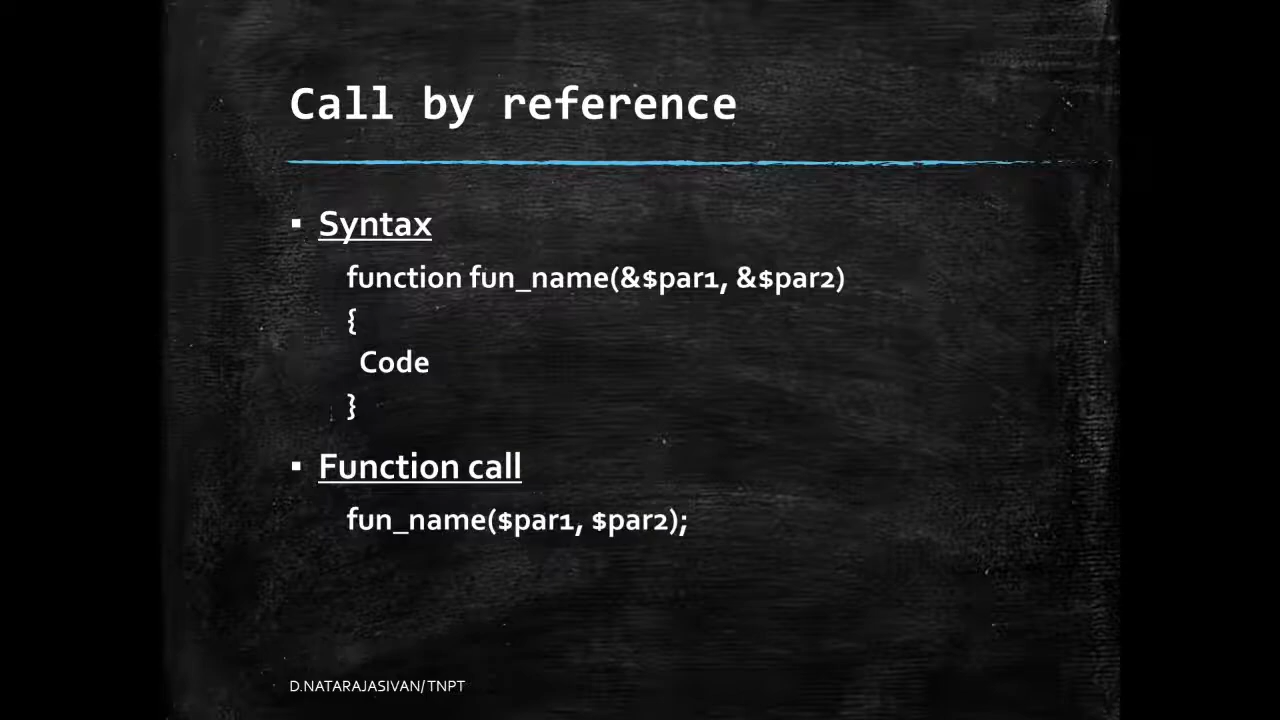 Call by reference
▪ Syntax
function fun_name(&$par1, &$par2)
{
Code
}
▪ Function call
fun_name($par1, $par2);
D.NATARAJASIVAN/TNPT